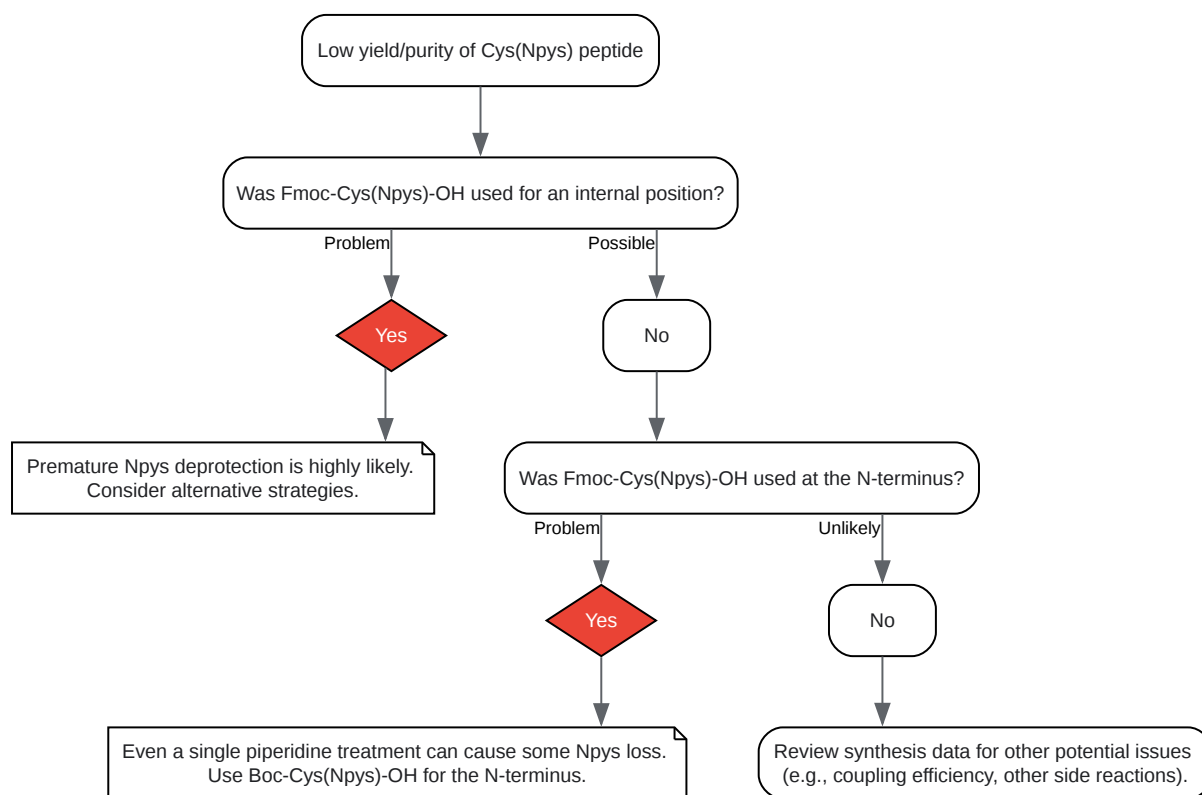 Low yield/purity of Cys(Npys) peptide
Was Fmoc-Cys(Npys)-OH used for an internal position?
Problem
Possible
Yes
No
Premature Npys deprotection is highly likely.
Consider alternative strategies.
Was Fmoc-Cys(Npys)-OH used at the N-terminus?
Problem
Unlikely
Yes
No
Even a single piperidine treatment can cause some Npys loss.
Use Boc-Cys(Npys)-OH for the N-terminus.
Review synthesis data for other potential issues
(e.g., coupling efficiency, other side reactions).